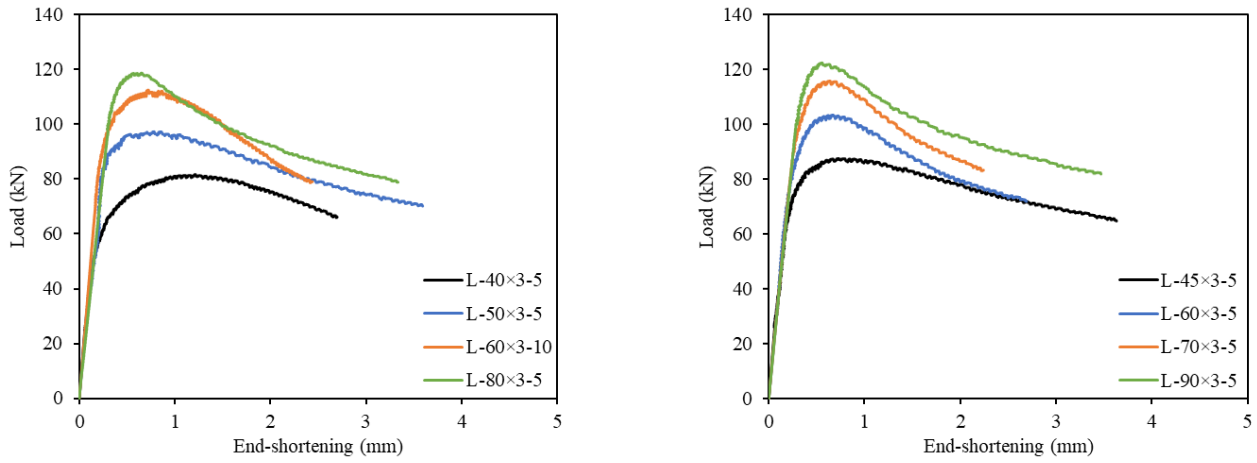 140
120
100
80
60
40
20
0
Load (kN)
L-40×3-5
L-50×3-5
L-60×3-10
L-80×3-5
0 1 2 3 4 5
End-shortening (mm)
140
120
100
80
60
40
20
0
Load (kN)
L-45×3-5
L-60×3-5
L-70×3-5
L-90×3-5
0 1 2 3 4 5
End-shortening (mm)